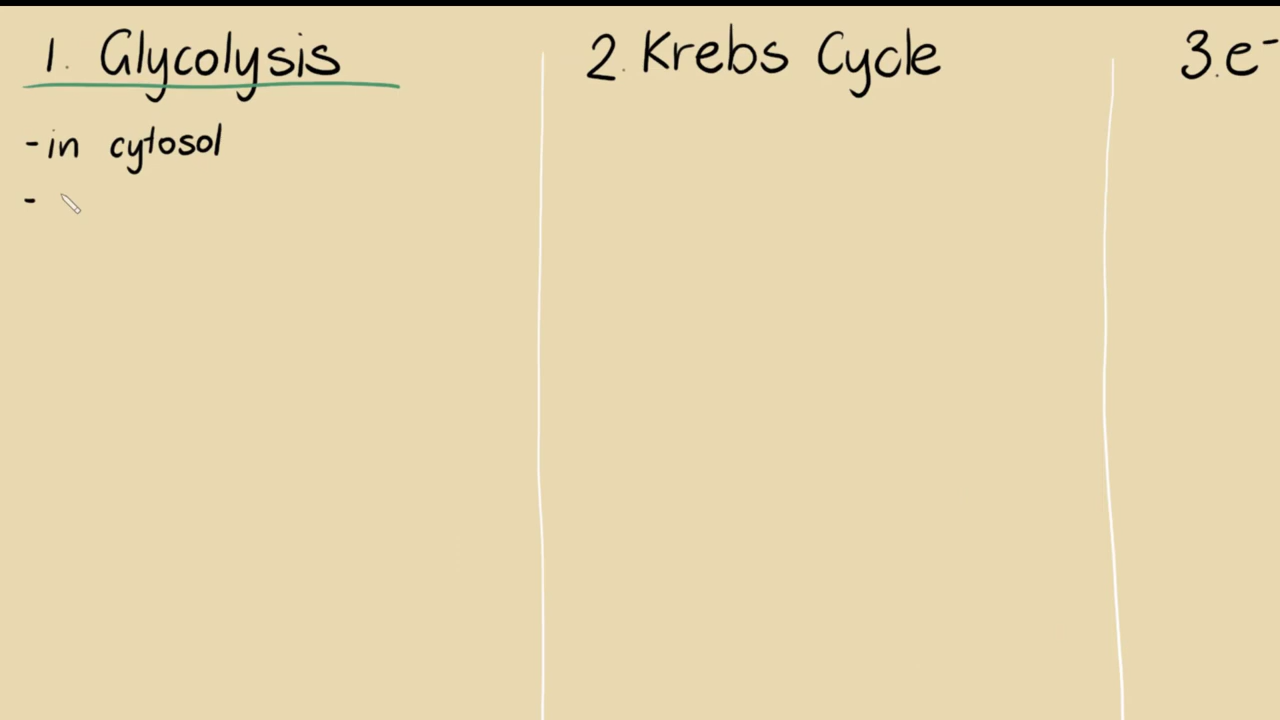 1. Glycolysis
-in cytosol
-
2. Krebs Cycle
3. e-